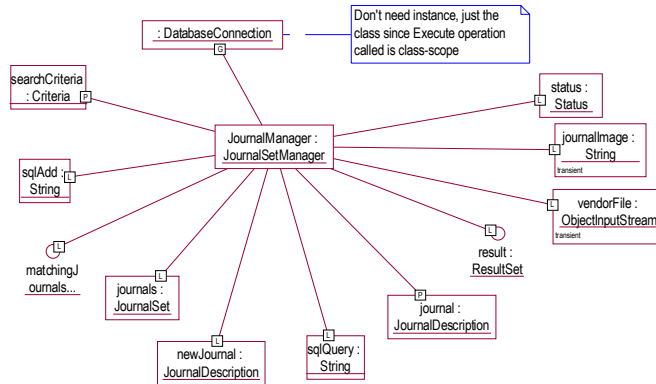 Don't need instance, just the
class since Execute operation
called is class-scope
: DatabaseConnection
G
searchCriteria
: Criteria
P
status :
Status
L
JournalManager :
JournalSetManager
journalImage :
String
transient
L
sqlAdd :
String
L
vendorFile :
ObjectInputStream
transient
L
L
matchingJ
ournals...
L
result :
ResultSet
L
journals :
JournalSet
P
journal :
JournalDescription
L
newJournal :
JournalDescription
L
sqlQuery :
String